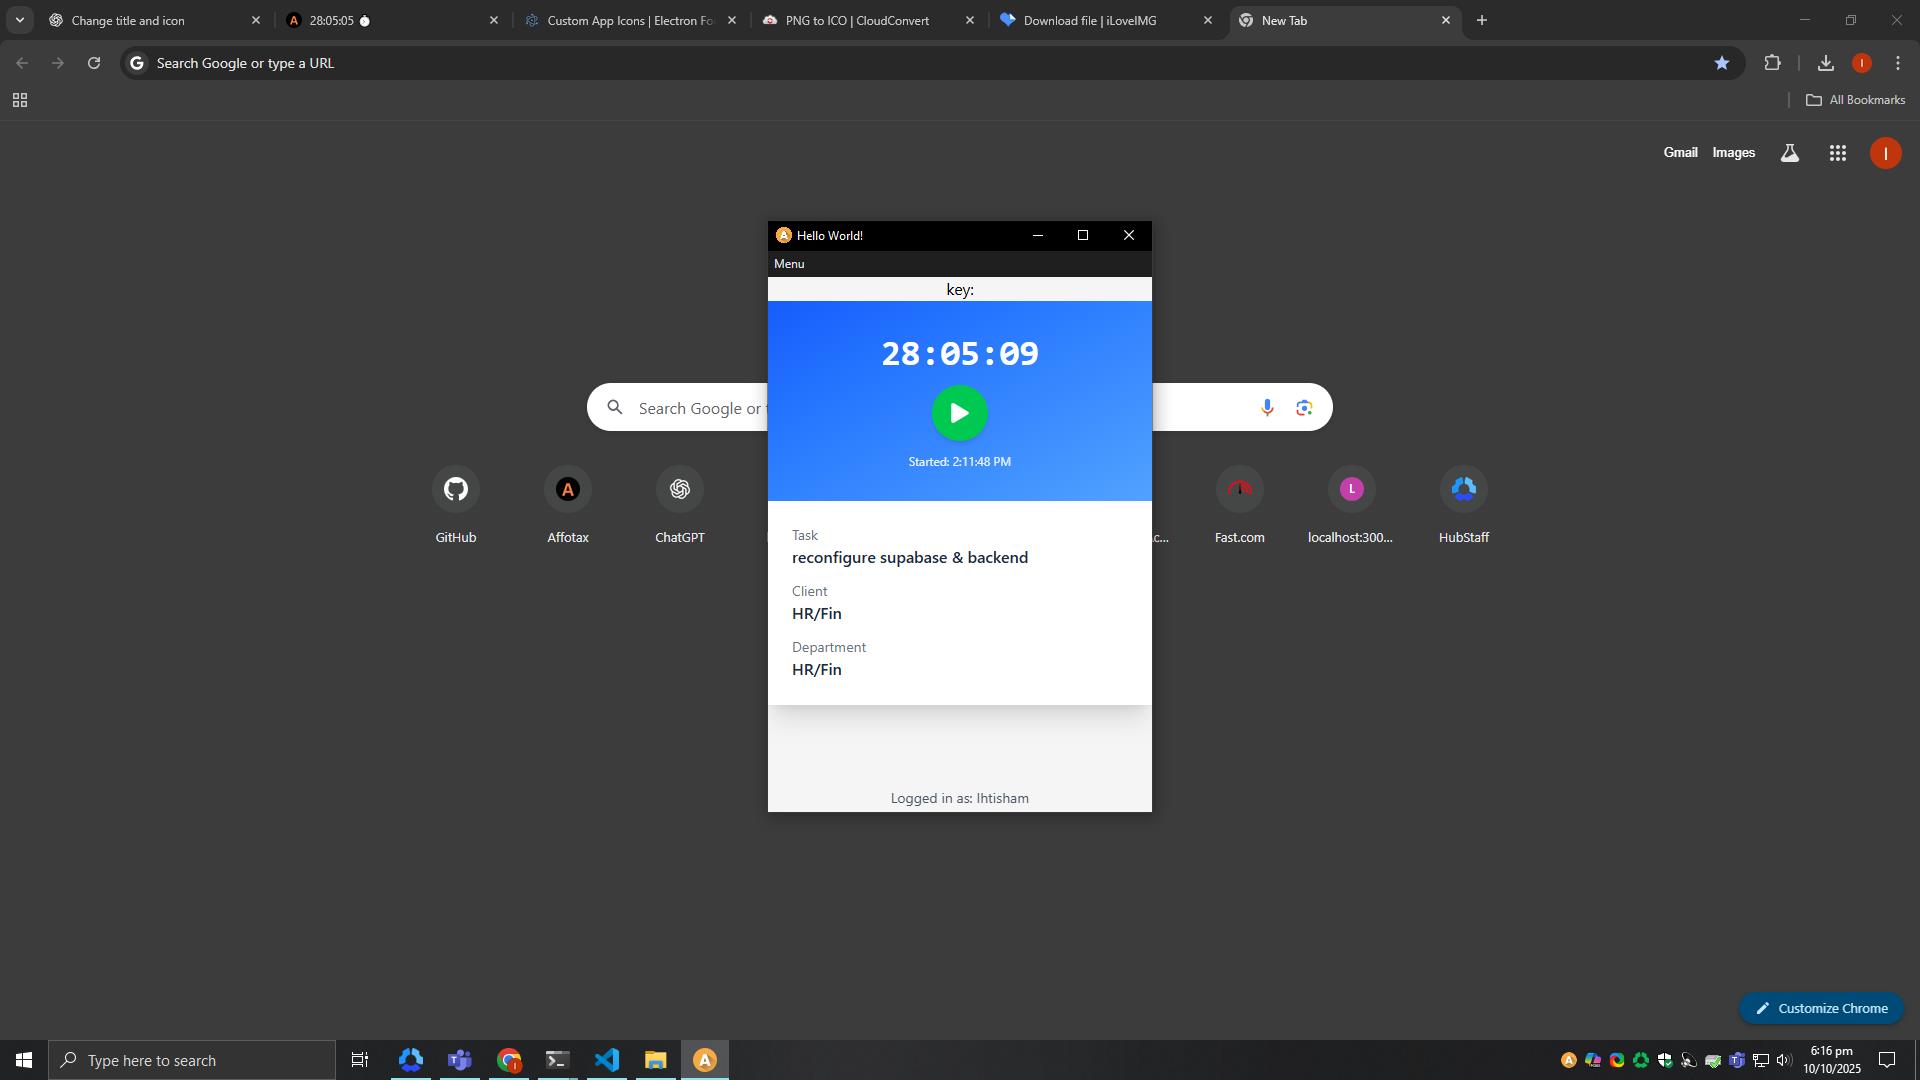 Change title and icon
28:05:05
Custom App Icons | Electron Fo
PNG to ICO | CloudConvert
Download file | iLoveIMG
New Tab
Search Google or type a URL
All Bookmarks
Gmail
Images
Hello World!
Menu
key:
28:05:09
Started: 2:11:48 PM
Search Google or t
GitHub
Affotax
ChatGPT
.c...
Fast.com
localhost:300...
HubStaff
Task
reconfigure supabase & backend
Client
HR/Fin
Department
HR/Fin
Logged in as: Ihtisham
Customize Chrome
Type here to search
6:16 pm
10/10/2025